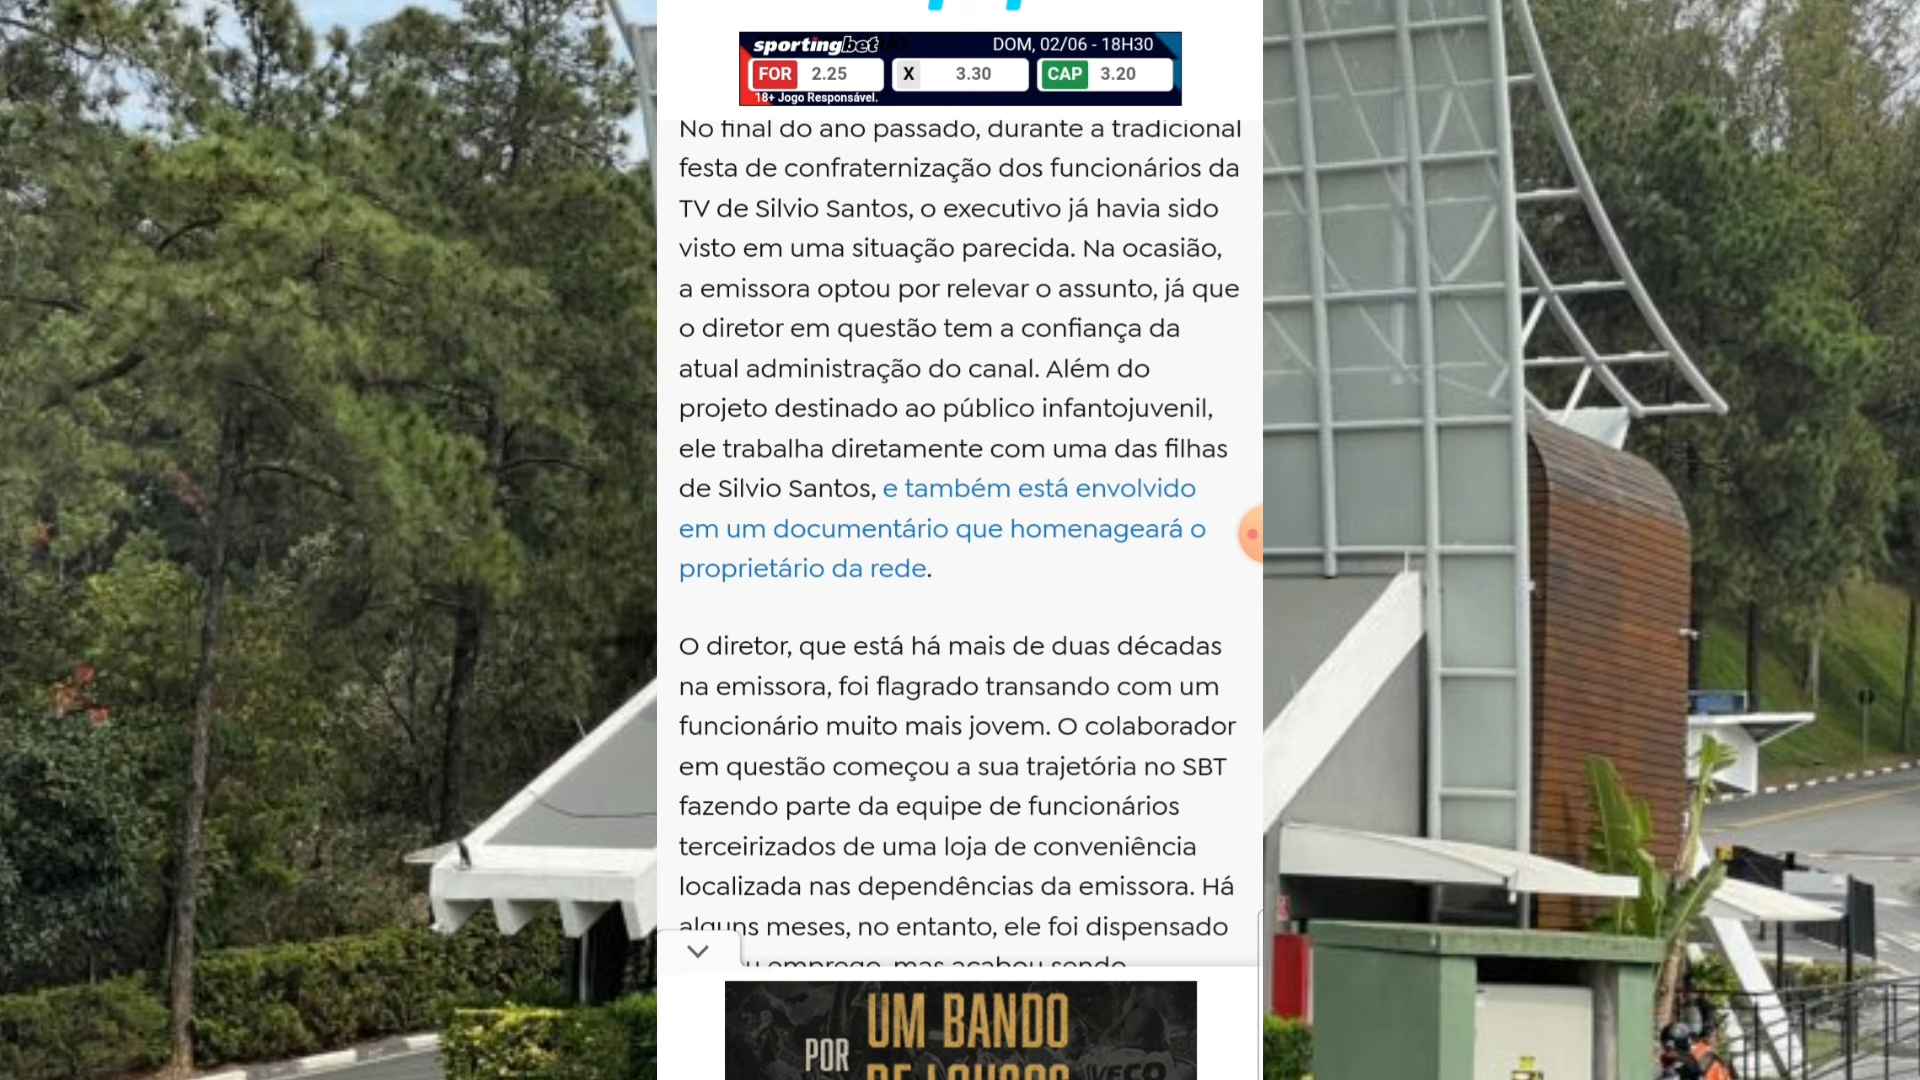 sportingbet
DOM, 02/06 - 18H30
FOR 2.25
X 3.30
CAP 3.20
18+ Jogo Responsável.
No final do ano passado, durante a tradicional
festa de confraternização dos funcionários da
TV de Silvio Santos, o executivo já havia sido
visto em uma situação parecida. Na ocasião,
a emissora optou por relevar o assunto, já que
o diretor em questão tem a confiança da
atual administração do canal. Além do
projeto destinado ao público infantojuvenil,
ele trabalha diretamente com uma das filhas
de Silvio Santos, e também está envolvido
em um documentário que homenageará o
proprietário da rede.
O diretor, que está há mais de duas décadas
na emissora, foi flagrado transando com um
funcionário muito mais jovem. O colaborador
em questão começou a sua trajetória no SBT
fazendo parte da equipe de funcionários
terceirizados de uma loja de conveniência
localizada nas dependências da emissora. Há
alguns meses, no entanto, ele foi dispensado
emprego, mas acabou sendo
POR
UM BANDO
DE LOUCOS